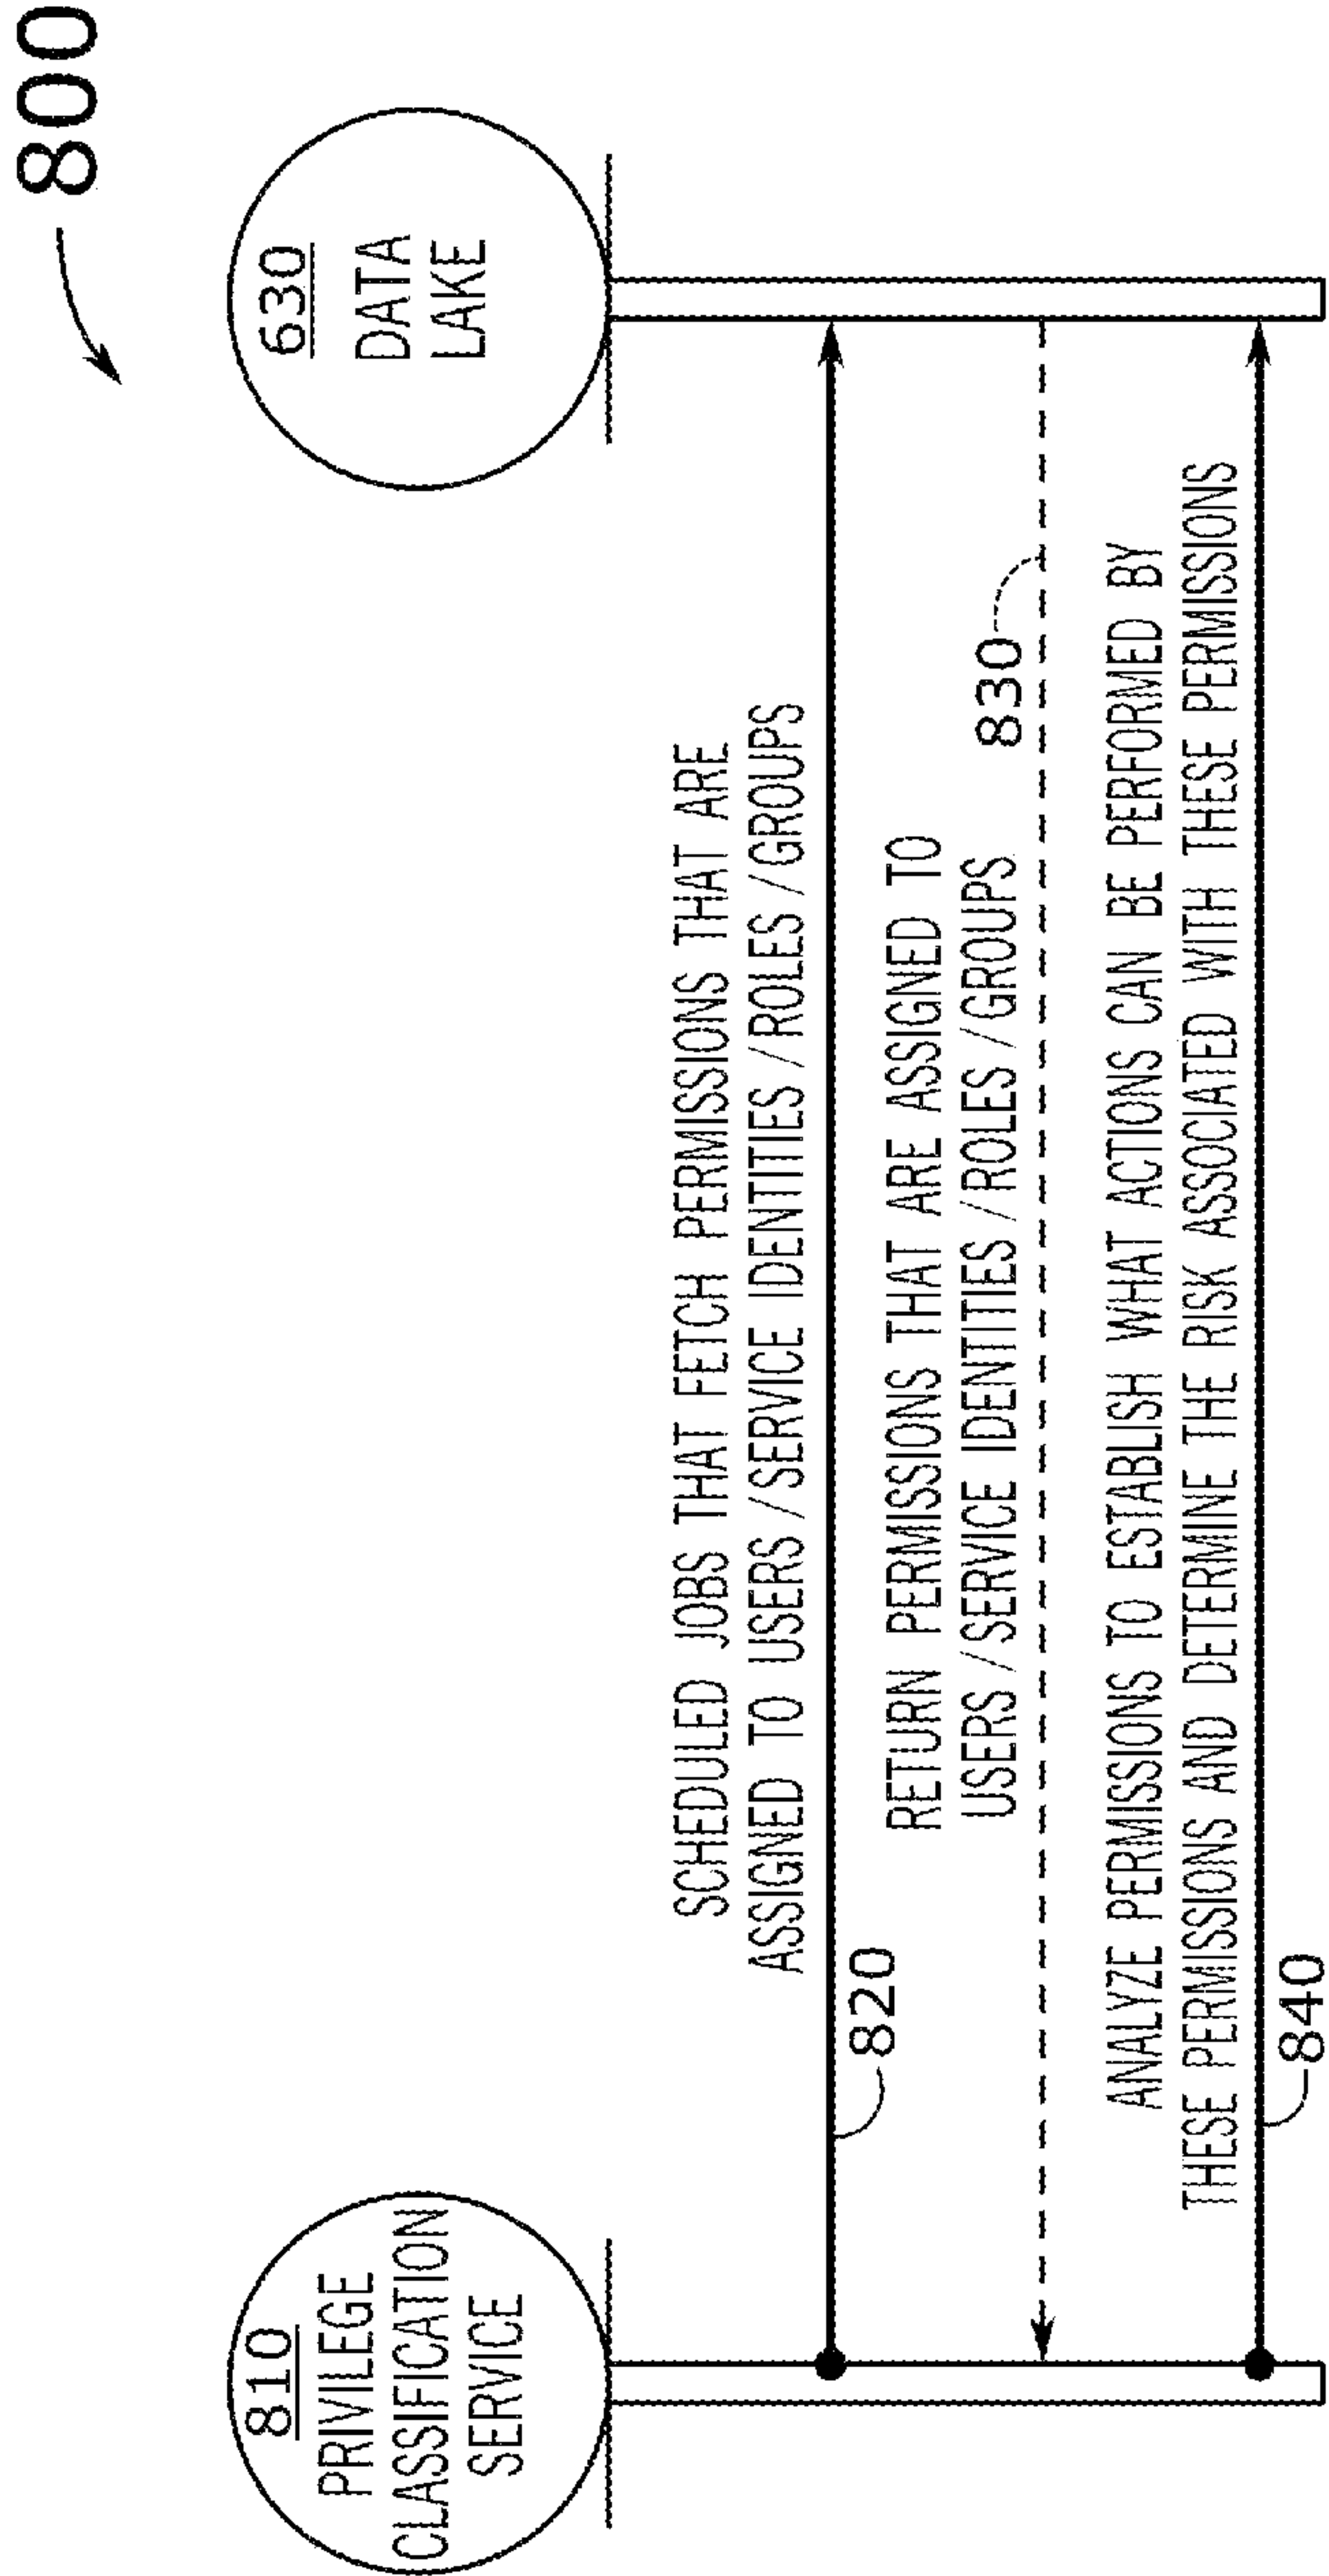 800
810
PRIVILEGE
CLASSIFICATION
SERVICE
630
DATA
LAKE
SCHEDULED JOBS THAT FETCH PERMISSIONS THAT ARE
ASSIGNED TO USERS/SERVICE IDENTITIES/ROLES/GROUPS
820
RETURN PERMISSIONS THAT ARE ASSIGNED TO
USERS/SERVICE IDENTITIES/ROLES/GROUPS
830
ANALYZE PERMISSIONS TO ESTABLISH WHAT ACTIONS CAN BE PERFORMED BY
THESE PERMISSIONS AND DETERMINE THE RISK ASSOCIATED WITH THESE PERMISSIONS
840